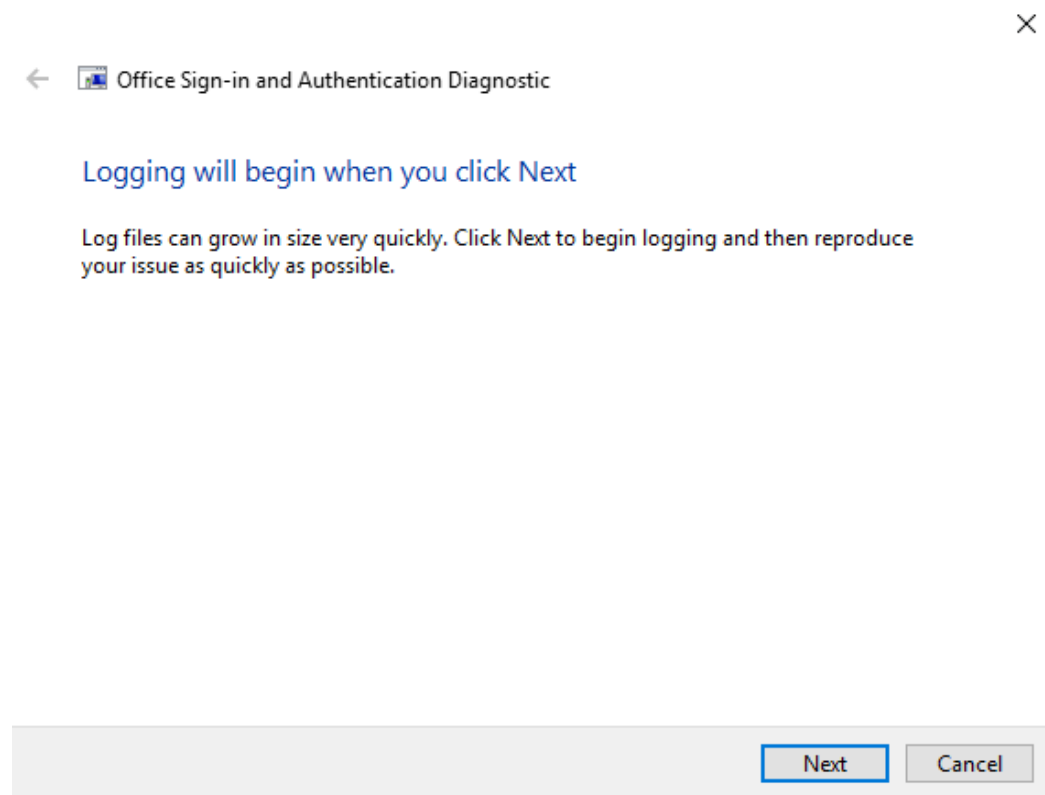 Office Sign-in and Authentication Diagnostic
Logging will begin when you click Next
Log files can grow in size very quickly. Click Next to begin logging and then reproduce
your issue as quickly as possible.
Next
Cancel